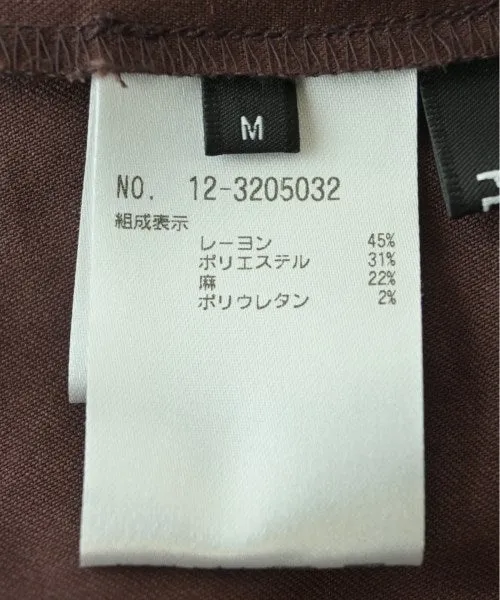 M
NO. 12-3205032
組成表示
レーヨン 45%
ポリエステル 31%
麻 22%
ポリウレタン 2%